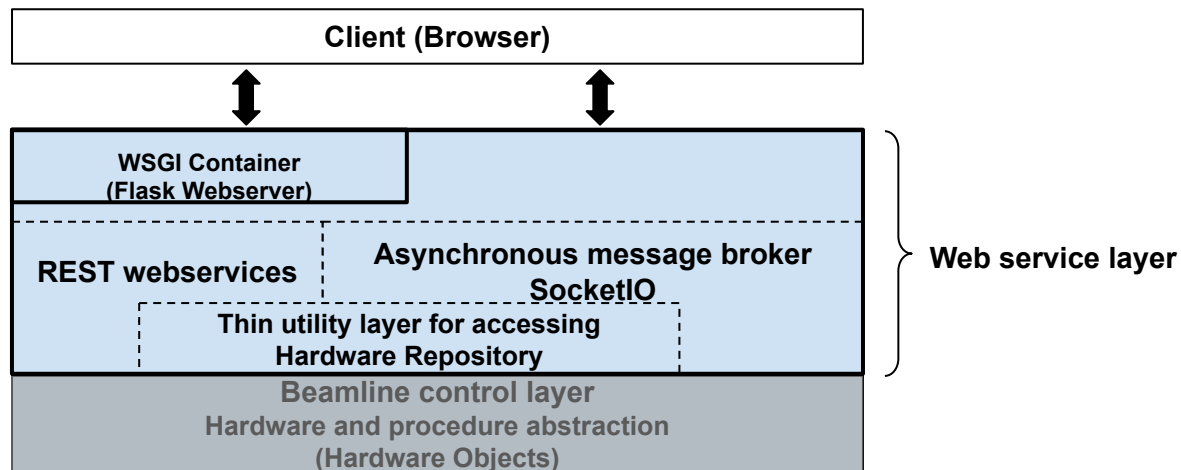 Client (Browser)
WSGI Container
(Flask Webserver)
REST webservices
Asynchronous message broker
SocketIO
Thin utility layer for accessing
Hardware Repository
Web service layer
Beamline control layer
Hardware and procedure abstraction
(Hardware Objects)